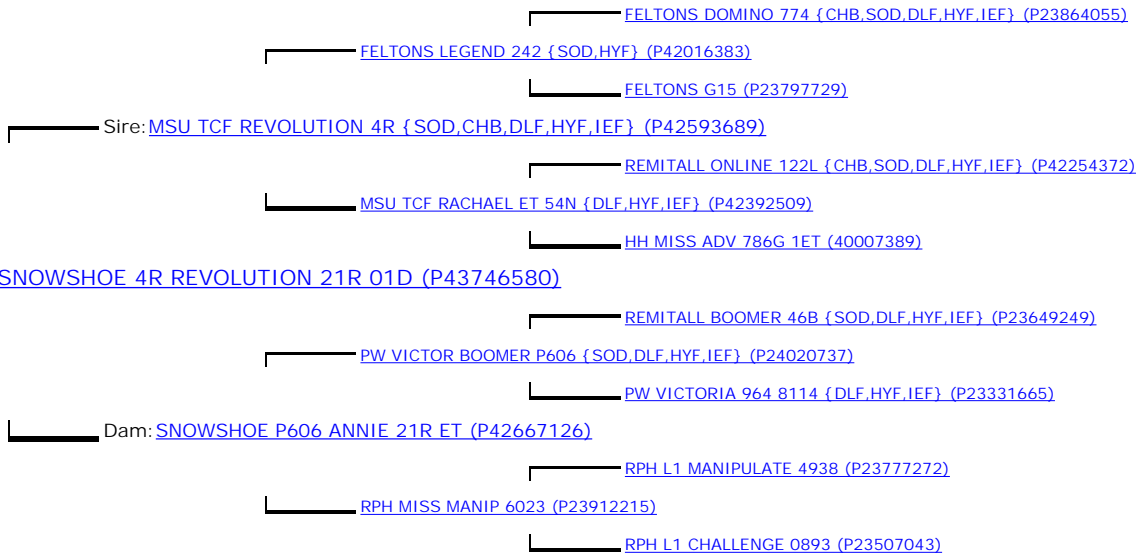 FELTONS DOMINO 774 {CHB,SOD,DLF,HYF,IEF} (P23864055)
FELTONS LEGEND 242 {SOD,HYF} (P42016383)
FELTONS G15 (P23797729)
Sire: MSU TCF REVOLUTION 4R {SOD,CHB,DLF,HYF,IEF} (P42593689)
REMITALL ONLINE 122L {CHB,SOD,DLF,HYF,IEF} (P42254372)
MSU TCF RACHAEL ET 54N {DLF,HYF,IEF} (P42392509)
HH MISS ADV 786G 1ET (40007389)
SNOWSHOE 4R REVOLUTION 21R 01D (P43746580)
REMITALL BOOMER 46B {SOD,DLF,HYF,IEF} (P23649249)
PW VICTOR BOOMER P606 {SOD,DLF,HYF,IEF} (P24020737)
PW VICTORIA 964 8114 {DLF,HYF,IEF} (P23331665)
Dam: SNOWSHOE P606 ANNIE 21R ET (P42667126)
RPH L1 MANIPULATE 4938 (P23777272)
RPH MISS MANIP 6023 (P23912215)
RPH L1 CHALLENGE 0893 (P23507043)